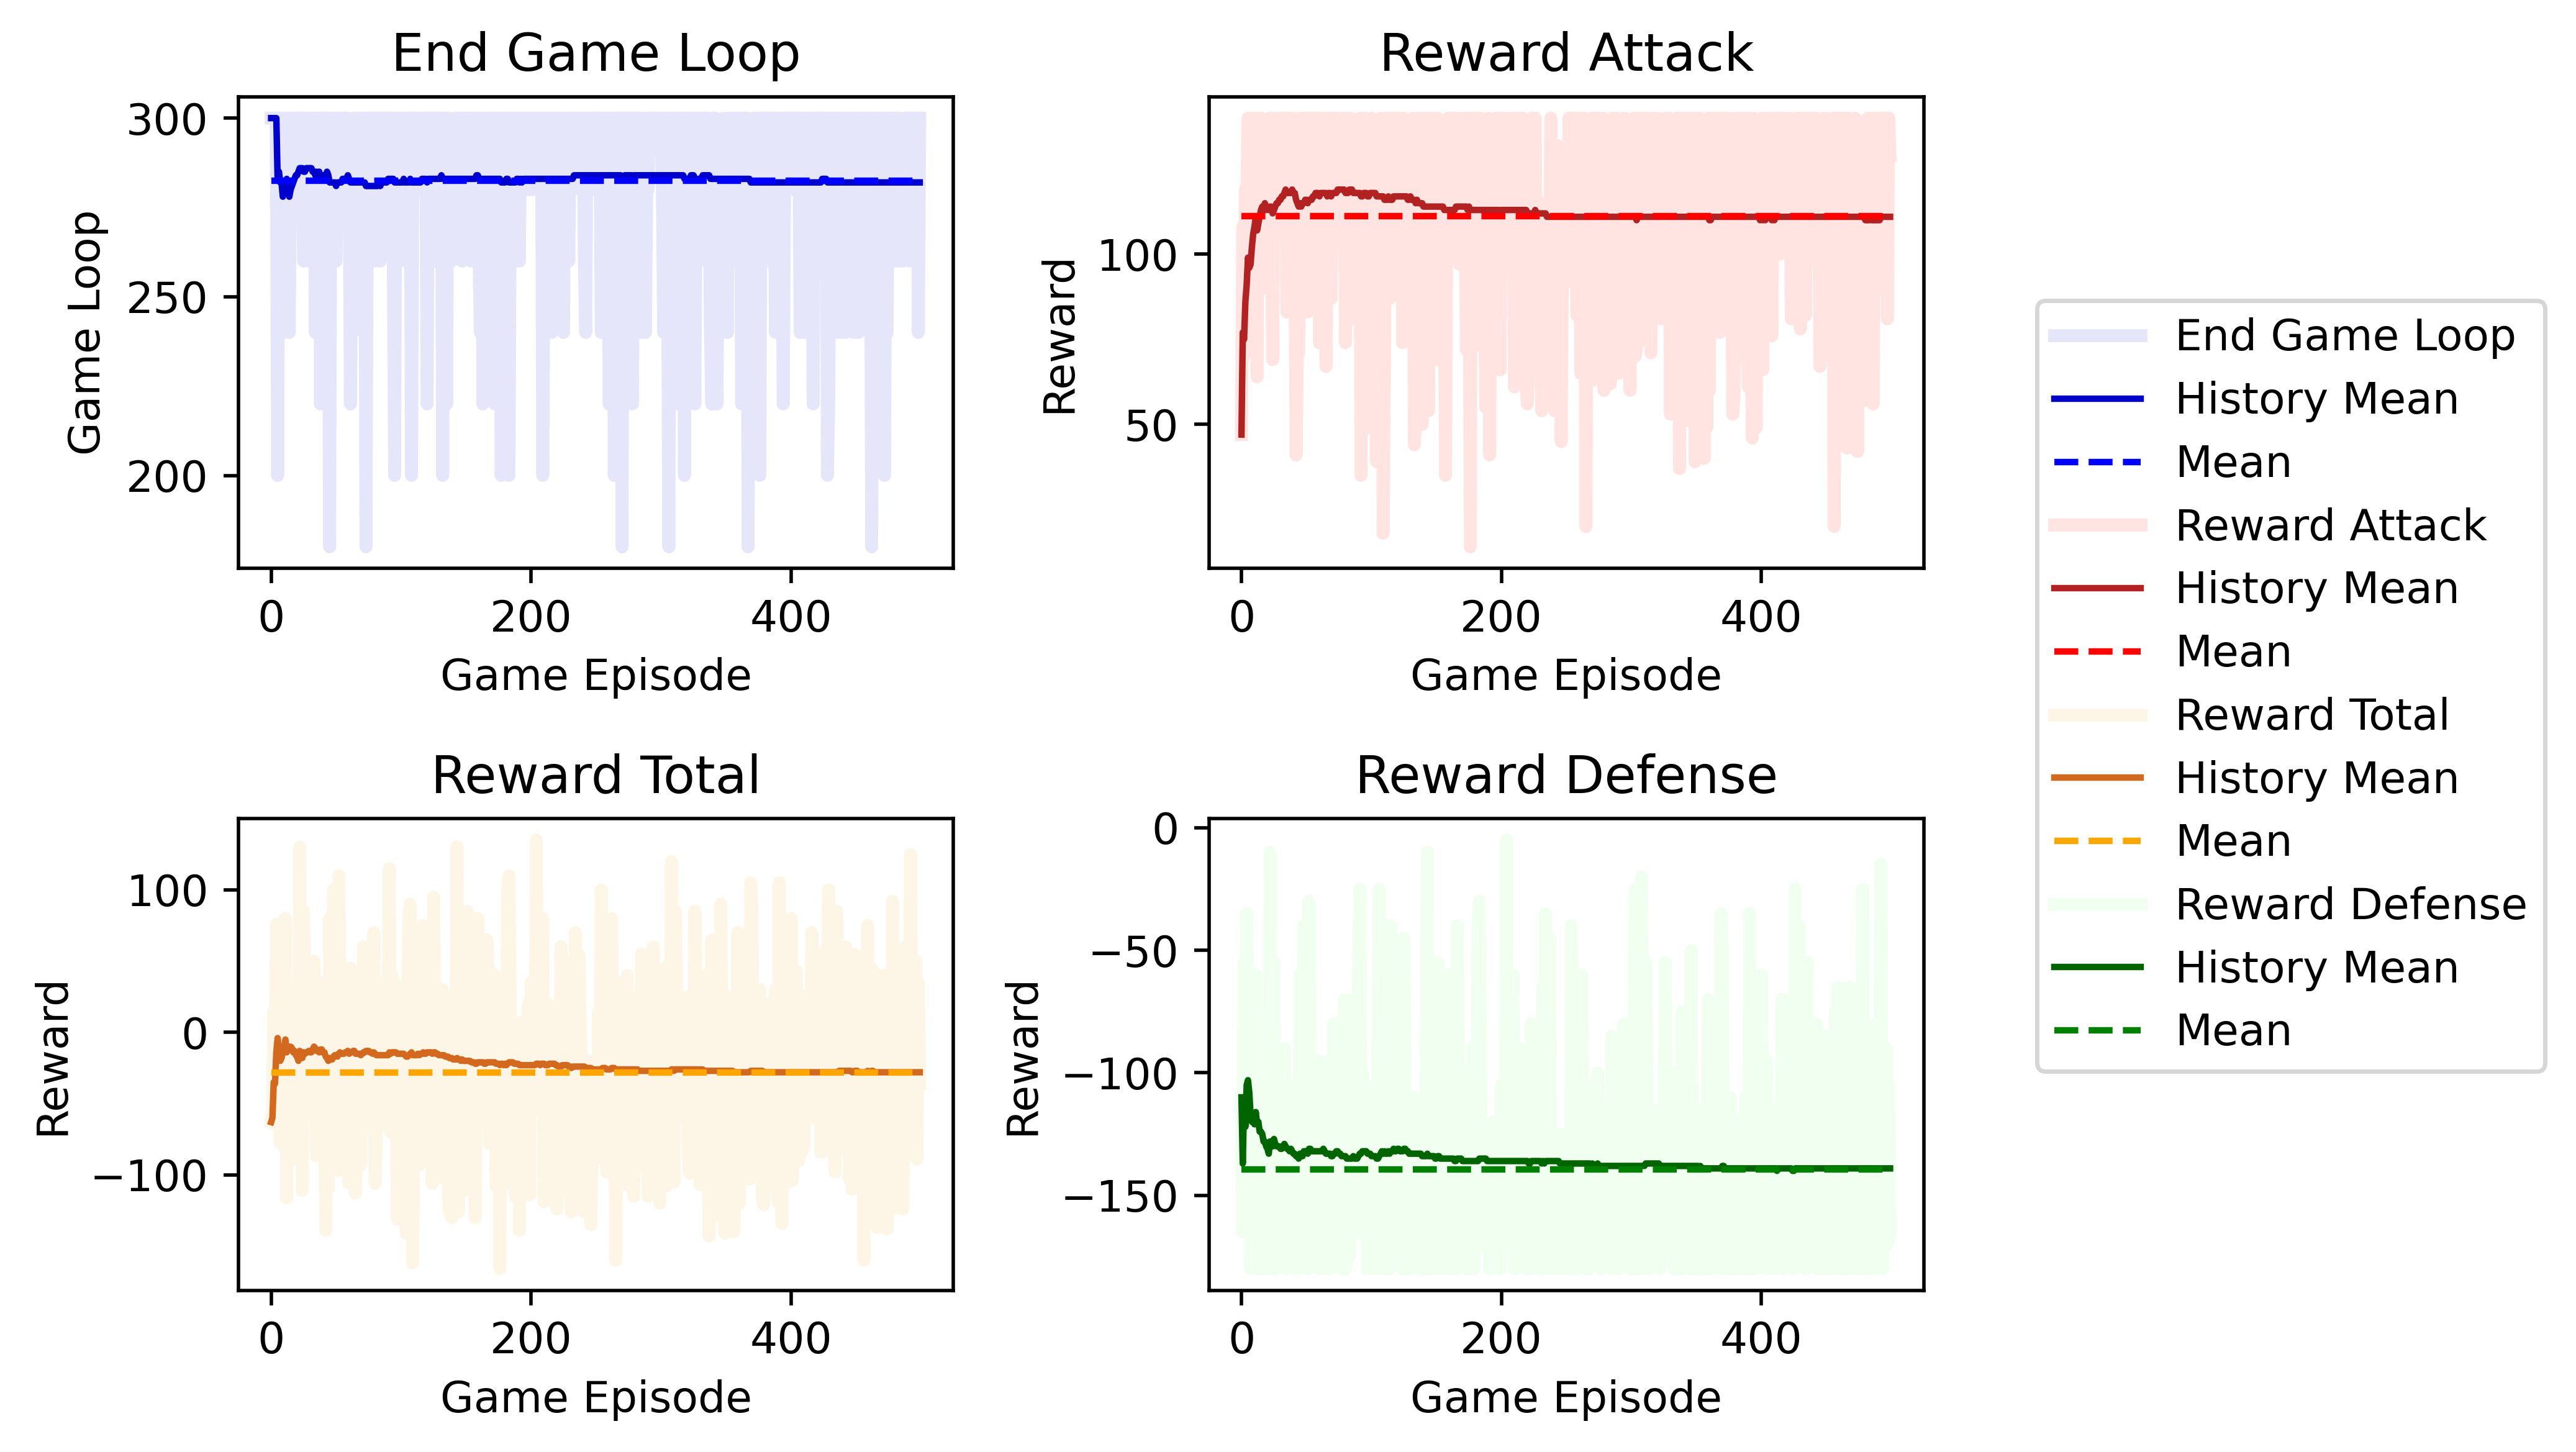 End Game Loop
300
250
200
Game Loop
0
200
400
Game Episode
Reward Attack
100
50
Reward
0
200
400
Game Episode
Reward Total
100
0
−100
Reward
0
200
400
Game Episode
Reward Defense
0
−50
−100
−150
Reward
0
200
400
Game Episode
End Game Loop
History Mean
Mean
Reward Attack
History Mean
Mean
Reward Total
History Mean
Mean
Reward Defense
History Mean
Mean